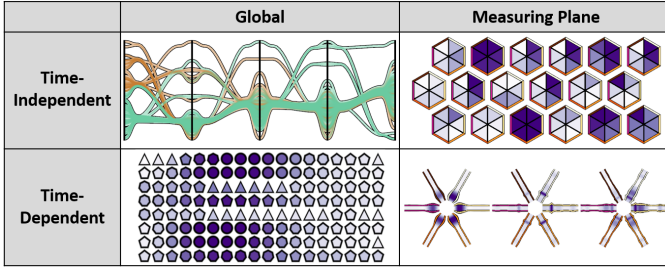 Global
Measuring Plane
Time-
Independent
Time-
Dependent